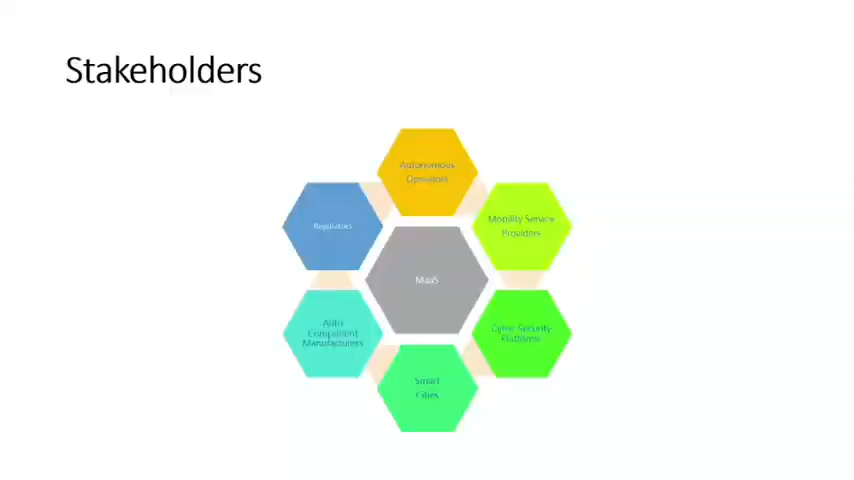 Stakeholders
Autonomous
Operators
Mobility Service
Providers
Regulators
MaaS
Auto
Component
Manufacturers
Cyber Security
Platforms
Smart
Cities